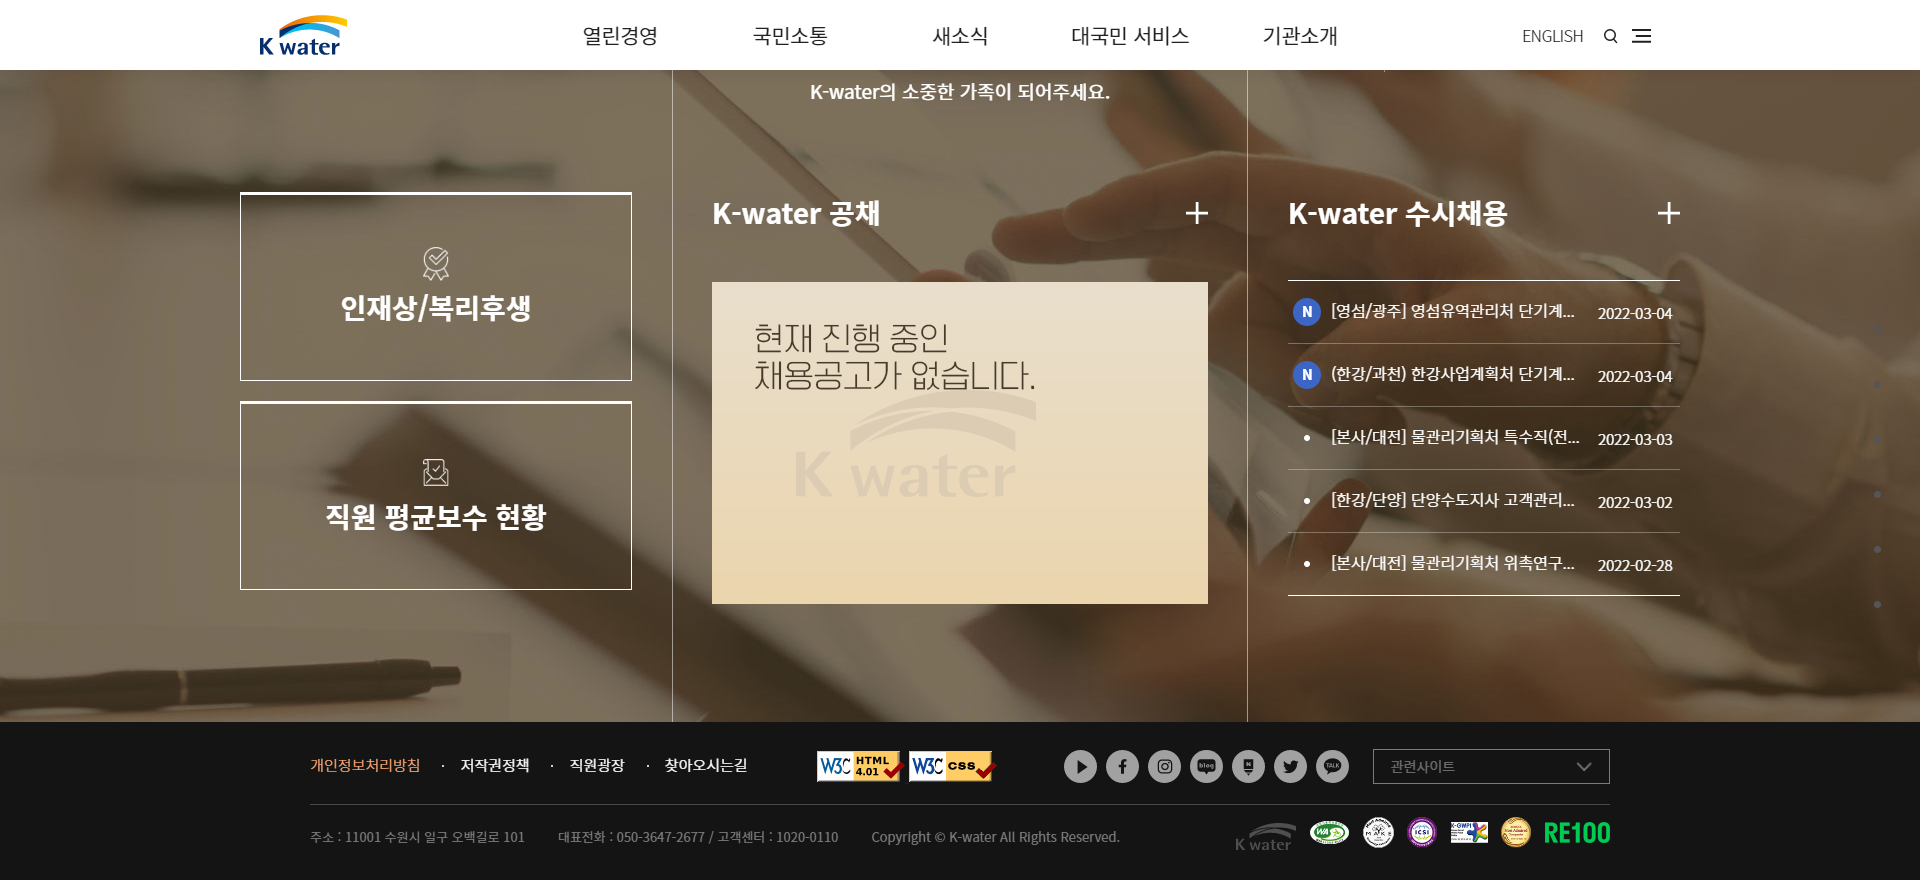 K water
열린경영
국민소통
새소식
대국민 서비스
기관소개
ENGLISH
K-water의 소중한 가족이 되어주세요.
인재상/복리후생
직원 평균보수 현황
K-water 공채
현재 진행 중인
채용공고가 없습니다.
K water
K-water 수시채용
N [영섬/광주] 영섬유역관리처 단기계... 2022-03-04
N (한강/과천) 한강사업계획처 단기계... 2022-03-04
[본사/대전] 물관리기획처 특수직(전... 2022-03-03
[한강/단양] 단양수도지사 고객관리... 2022-03-02
[본사/대전] 물관리기획처 위촉연구... 2022-02-28
개인정보처리방침 · 저작권정책 · 직원광장 · 찾아오시는길
W3C HTML 4.01
W3C CSS
blog
N
TALK
관련사이트
주소 : 11001 수원시 일구 오백길로 101
대표전화 : 050-3647-2677 / 고객센터 : 1020-0110
Copyright © K-water All Rights Reserved.
K water
WA
MAKE
ICSI
K-GWPI
RE100